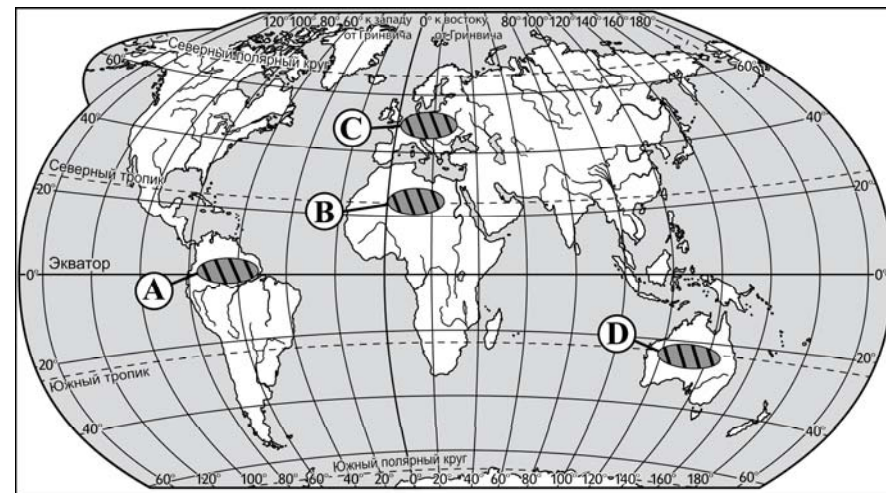 120° 100° 80° 60° к западу 0° к востоку 80° 100° 120° 140° 160° 180°
от Гринвича от Гринвича
Северный полярный круг
60° 60°
40° 40°
C
Северный тропик
20° 20°
B
Экватор
0° 0°
A
D
20° 20°
Южный тропик
40° 40°
Южный полярный круг
60° 120° 100° 80° 60° 40° 20° 0° 20° 40° 60° 80° 100° 120° 140° 160° 180° 60°